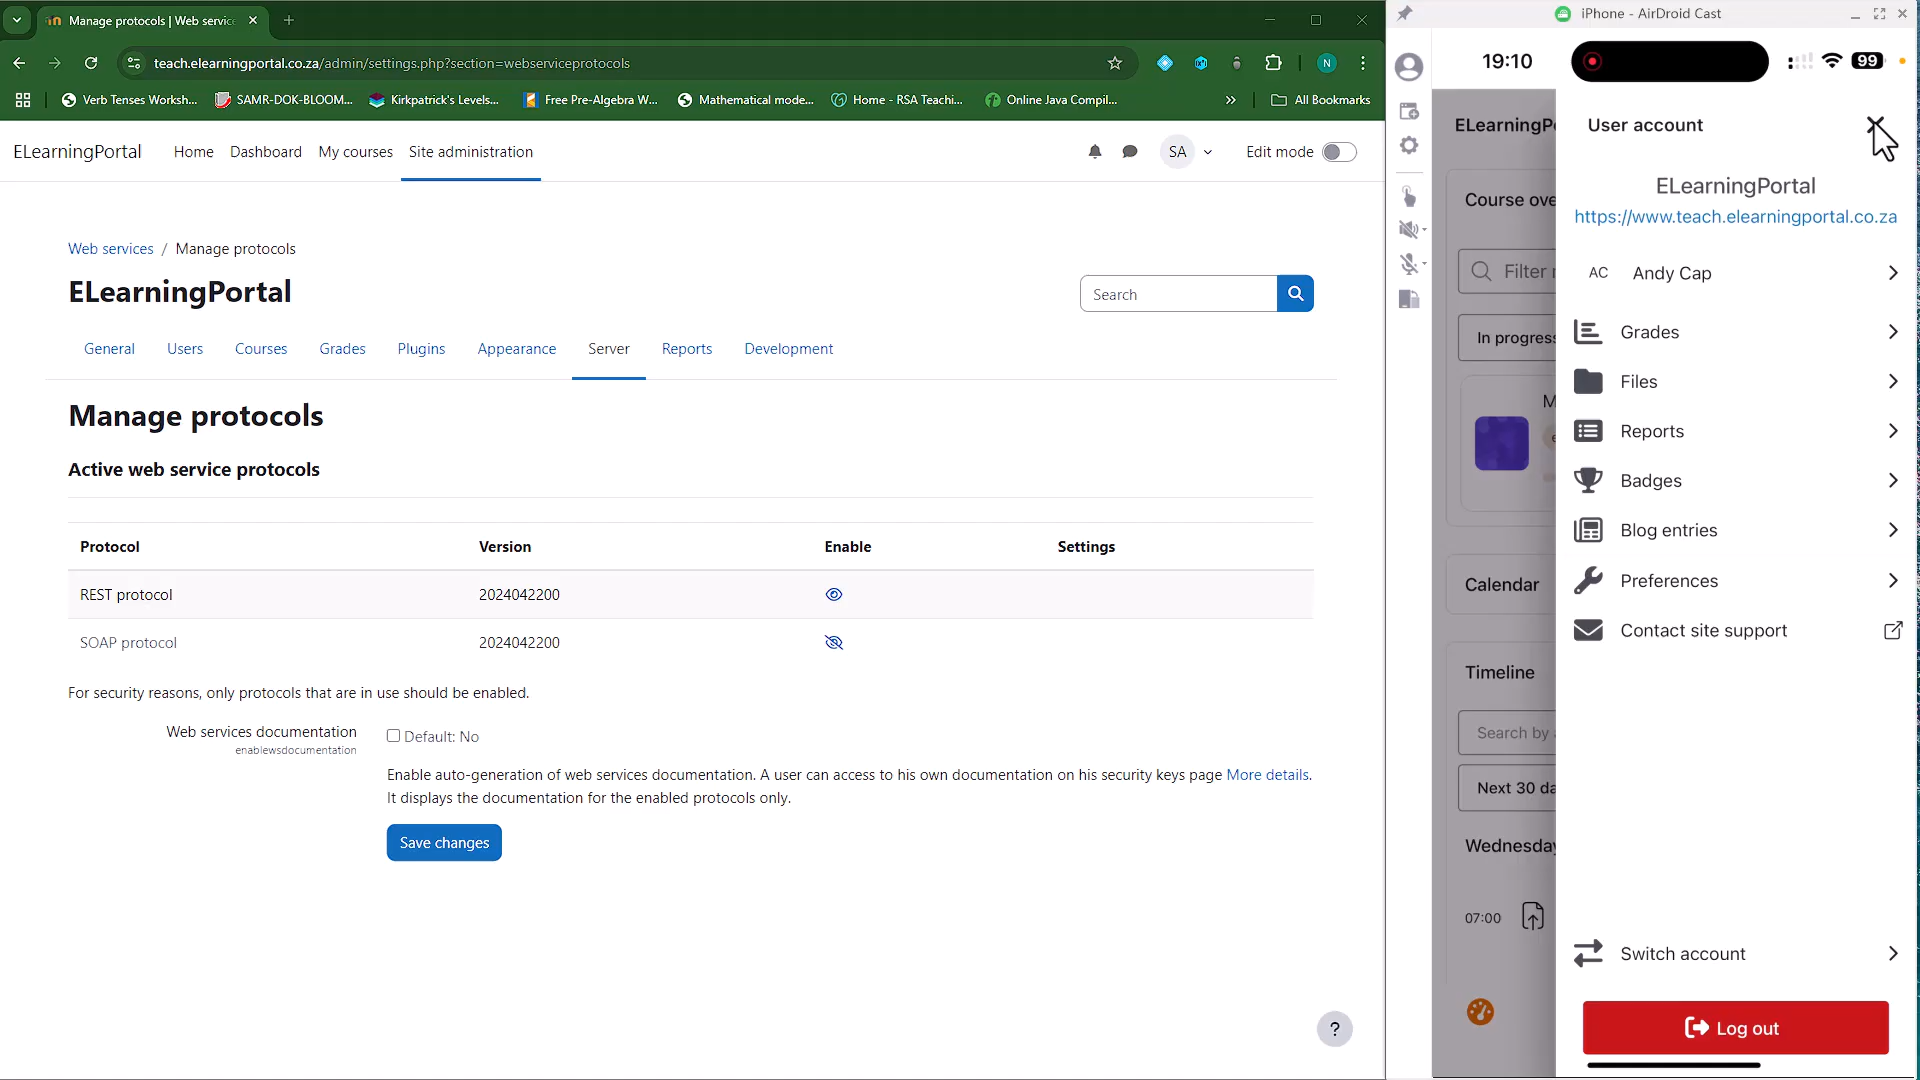 Manage protocols | Web servic
teach.elearningportal.co.za/admin/settings.php?section=webserviceprotocols
N
Verb Tenses Worksh...
SAMR-DOK-BLOOM...
Kirkpatrick's Levels...
Free Pre-Algebra W...
Mathematical mode...
Home - RSA Teachi...
Online Java Compil...
All Bookmarks
ELearningPortal
Home
Dashboard
My courses
Site administration
SA
Edit mode
Web services / Manage protocols
ELearningPortal
Search
General
Users
Courses
Grades
Plugins
Appearance
Server
Reports
Development
Manage protocols
Active web service protocols
Protocol Version Enable Settings
REST protocol 2024042200
SOAP protocol 2024042200
For security reasons, only protocols that are in use should be enabled.
Web services documentation
enablewsdocumentation
Default: No
Enable auto-generation of web services documentation. A user can access to his own documentation on his security keys page More details.
It displays the documentation for the enabled protocols only.
Save changes
?
iPhone - AirDroid Cast
19:10
99
ELearningPo
Course ove
Filter
In progress
M
Calendar
Timeline
Search by
Next 30 da
Wednesday
07:00
User account
ELearningPortal
https://www.teach.elearningportal.co.za
AC Andy Cap
Grades
Files
Reports
Badges
Blog entries
Preferences
Contact site support
Switch account
Log out